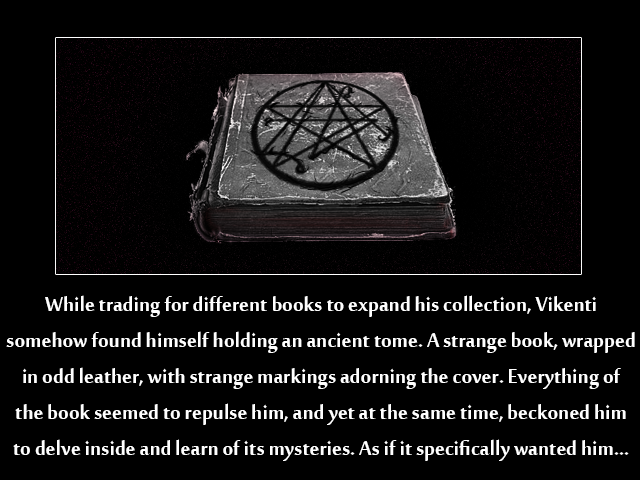 While trading for different books to expand his collection, Vikenti
somehow found himself holding an ancient tome. A strange book, wrapped
in odd leather, with strange markings adorning the cover. Everything of
the book seemed to repulse him, and yet at the same time, beckoned him
to delve inside and learn of its mysteries. As if it specifically wanted him...